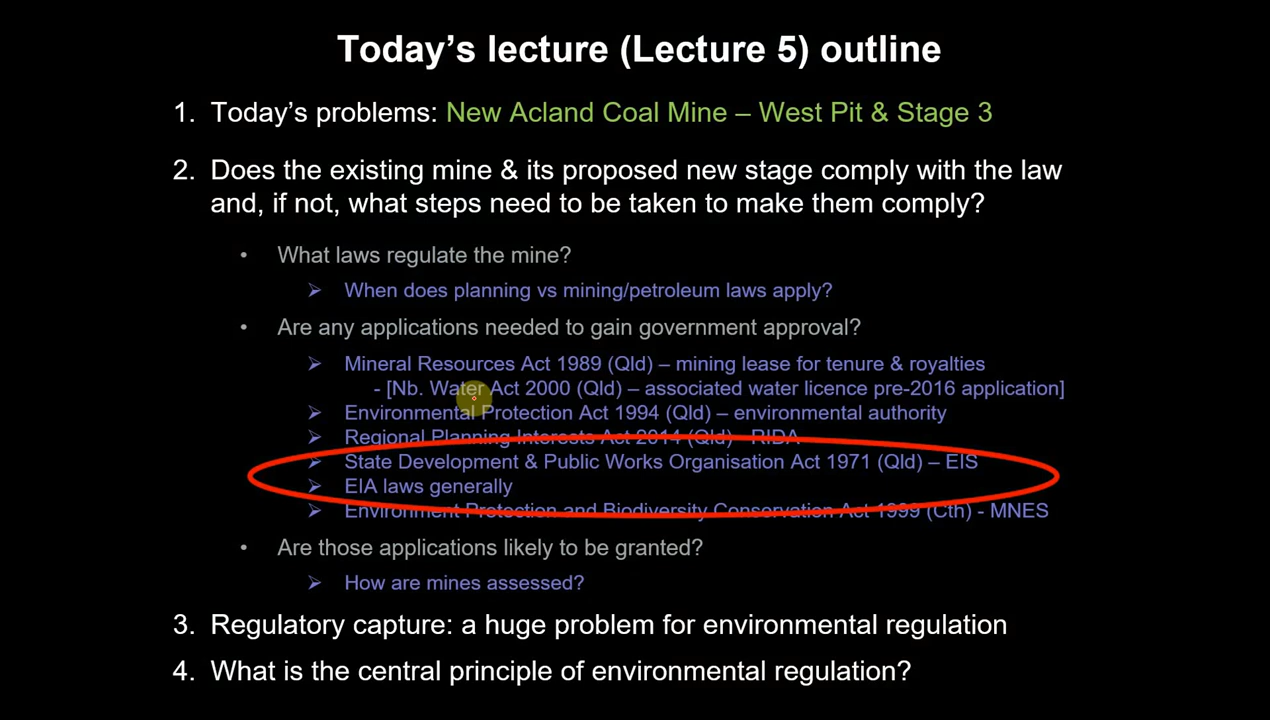 Today's lecture (Lecture 5) outline
1. Today's problems: New Acland Coal Mine – West Pit & Stage 3
2. Does the existing mine & its proposed new stage comply with the law
and, if not, what steps need to be taken to make them comply?
• What laws regulate the mine?
➢ When does planning vs mining/petroleum laws apply?
• Are any applications needed to gain government approval?
➢ Mineral Resources Act 1989 (Qld) – mining lease for tenure & royalties
- [Nb. Water Act 2000 (Qld) – associated water licence pre-2016 application]
➢ Environmental Protection Act 1994 (Qld) – environmental authority
➢ Regional Planning Interests Act 2014 (Qld) - RIDA
➢ State Development & Public Works Organisation Act 1971 (Qld) – EIS
➢ EIA laws generally
➢ Environment Protection and Biodiversity Conservation Act 1999 (Cth) - MNES
• Are those applications likely to be granted?
➢ How are mines assessed?
3. Regulatory capture: a huge problem for environmental regulation
4. What is the central principle of environmental regulation?